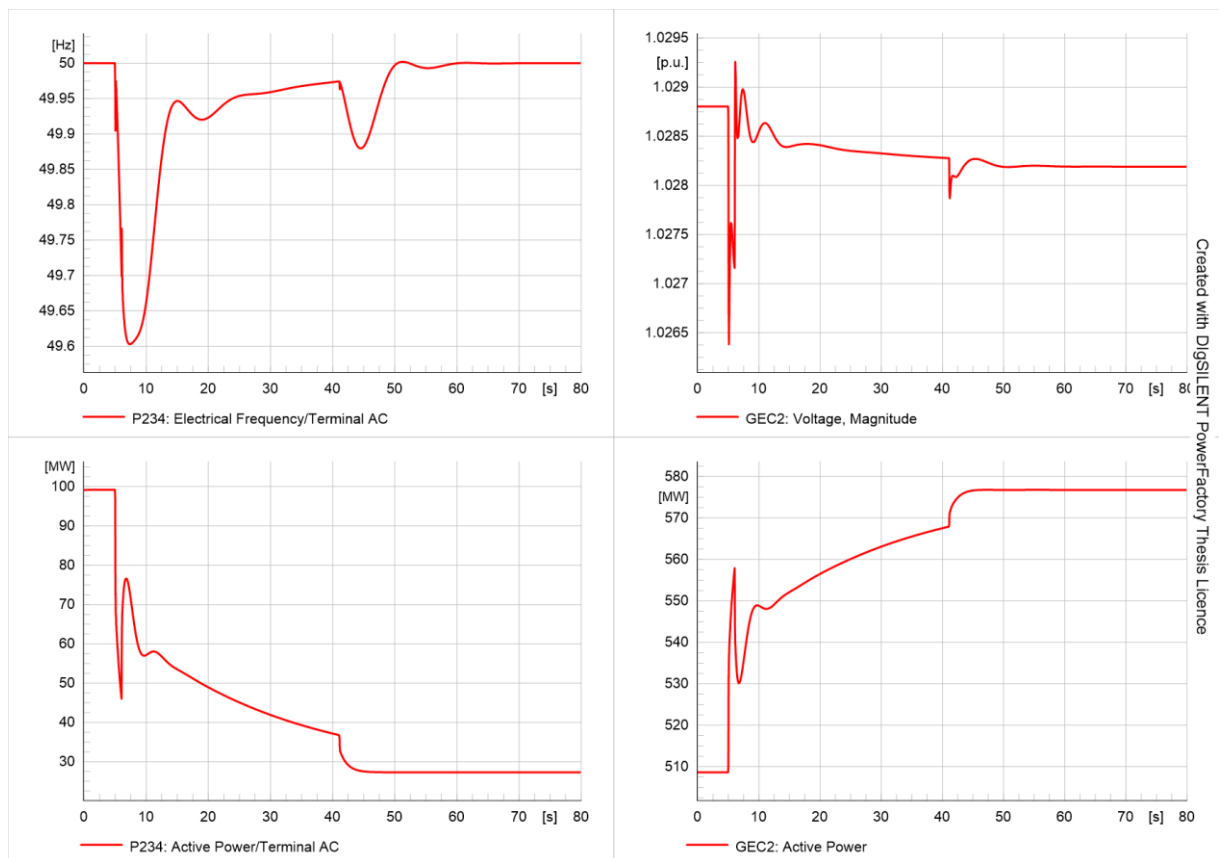 [Hz]
50
49.95
49.9
49.85
49.8
49.75
49.7
49.65
49.6
0 10 20 30 40 50 60 70 [s] 80
P234: Electrical Frequency/Terminal AC
1.0295
[p.u.]
1.029
1.0285
1.028
1.0275
1.027
1.0265
0 10 20 30 40 50 60 70 [s] 80
GEC2: Voltage, Magnitude
[MW]
100
90
80
70
60
50
40
30
0 10 20 30 40 50 60 70 [s] 80
P234: Active Power/Terminal AC
580
[MW]
570
560
550
540
530
520
510
0 10 20 30 40 50 60 70 [s] 80
GEC2: Active Power
Created with DIgSILENT PowerFactory Thesis Licence